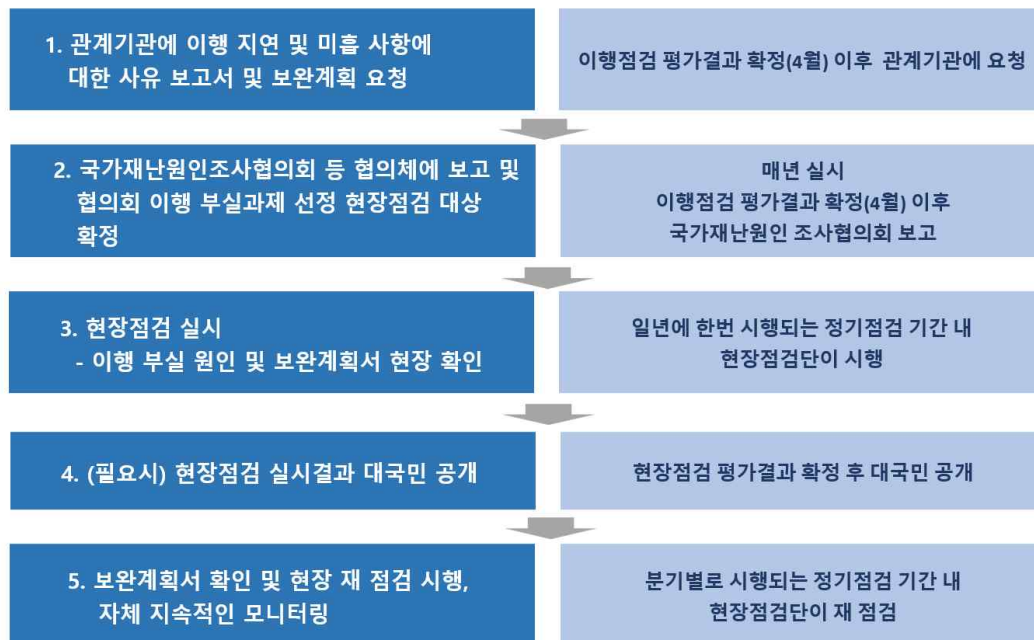 1. 관계기관에 이행 지연 및 미흡 사항에
대한 사유 보고서 및 보완계획 요청
이행점검 평가결과 확정(4월) 이후 관계기관에 요청
2. 국가재난원인조사협의회 등 협의체에 보고 및
협의회 이행 부실과제 선정 현장점검 대상
확정
매년 실시
이행점검 평가결과 확정(4월) 이후
국가재난원인 조사협의회 보고
3. 현장점검 실시
- 이행 부실 원인 및 보완계획서 현장 확인
일년에 한번 시행되는 정기점검 기간 내
현장점검단이 시행
4. (필요시) 현장점검 실시결과 대국민 공개
현장점검 평가결과 확정 후 대국민 공개
5. 보완계획서 확인 및 현장 재 점검 시행,
자체 지속적인 모니터링
분기별로 시행되는 정기점검 기간 내
현장점검단이 재 점검